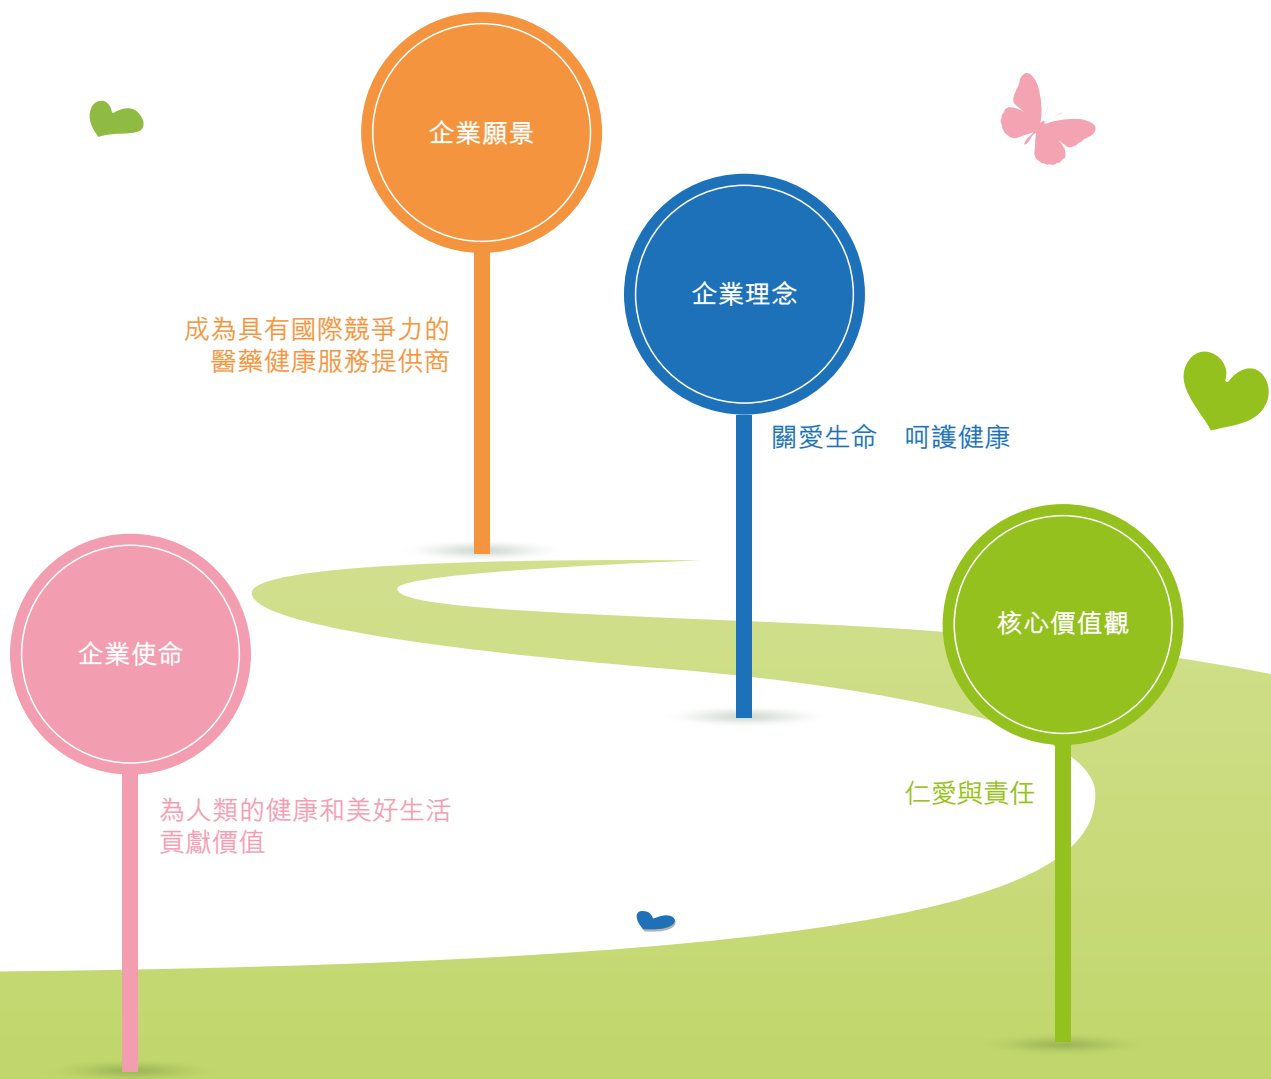 企業願景
成為具有國際競爭力的
醫藥健康服務提供商
企業理念
關愛生命　呵護健康
企業使命
為人類的健康和美好生活
貢獻價值
核心價值觀
仁愛與責任